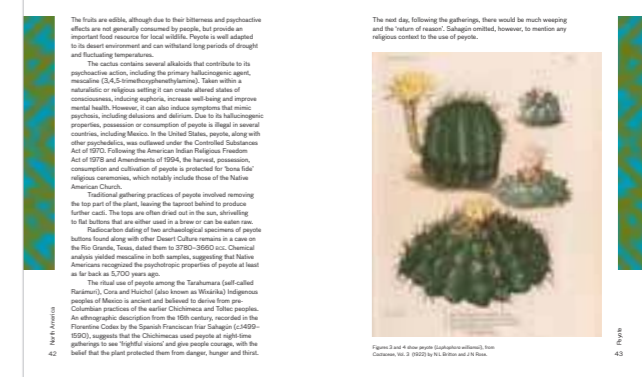 The fruits are edible, although due to their bitterness and psychoactive
effects are not generally consumed by people, but provide an
important food resource for local wildlife. Peyote is well adapted
to its desert environment and can withstand long periods of drought
and fluctuating temperatures.
The cactus contains several alkaloids that contribute to its
psychoactive action, including the primary hallucinogenic agent,
mescaline (3,4,5-trimethoxyphenethylamine). Taken within a
naturalistic or religious setting it can create altered states of
consciousness, inducing euphoria, increase well-being and improve
mental health. However, it can also induce symptoms that mimic
psychosis, including delusions and delirium. Due to its hallucinogenic
properties, possession or consumption of peyote is illegal in several
countries, including Mexico. In the United States, peyote, along with
other psychedelics, was outlawed under the Controlled Substances
Act of 1970. Following the American Indian Religious Freedom
Act of 1978 and Amendments of 1994, the harvest, possession,
consumption and cultivation of peyote is protected for 'bona fide'
religious ceremonies, which notably include those of the Native
American Church.
Traditional gathering practices of peyote involved removing
the top part of the plant, leaving the taproot behind to produce
further cacti. The tops are often dried out in the sun, shrivelling
to flat buttons that are either used in a brew or can be eaten raw.
Radiocarbon dating of two archaeological specimens of peyote
buttons found along with other Desert Culture remains in a cave on
the Rio Grande, Texas, dated them to 3780–3660 BCE. Chemical
analysis yielded mescaline in both samples, suggesting that Native
Americans recognized the psychotropic properties of peyote at least
as far back as 5,700 years ago.
The ritual use of peyote among the Tarahumara (self-called
Rarámuri), Cora and Huichol (also known as Wixárika) Indigenous
peoples of Mexico is ancient and believed to derive from pre-
Columbian practices of the earlier Chichimeca and Toltec peoples.
An ethnographic description from the 16th century, recorded in the
Florentine Codex by the Spanish Franciscan friar Sahagún (c.1499–
1590), suggests that the Chichimecas used peyote at night-time
gatherings to see 'frightful visions' and give people courage, with the
belief that the plant protected them from danger, hunger and thirst.
North America
42
The next day, following the gatherings, there would be much weeping
and the 'return of reason'. Sahagún omitted, however, to mention any
religious context to the use of peyote.
Figures 3 and 4 show peyote (Lophophora williamsii), from
Cactaceae, Vol. 3 (1922) by N L Britton and J N Rose.
Peyote
43